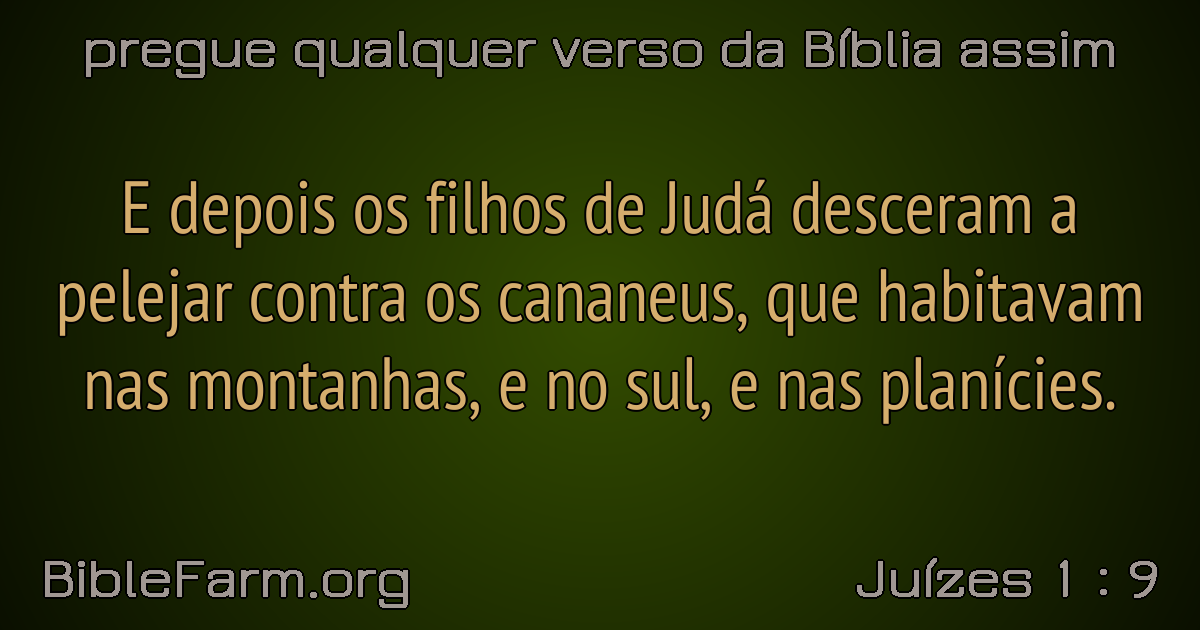 pregue qualquer verso da Bíblia assim
E depois os filhos de Judá desceram a
pelejar contra os cananeus, que habitavam
nas montanhas, e no sul, e nas planícies.
BibleFarm.org
Juízes 1 : 9